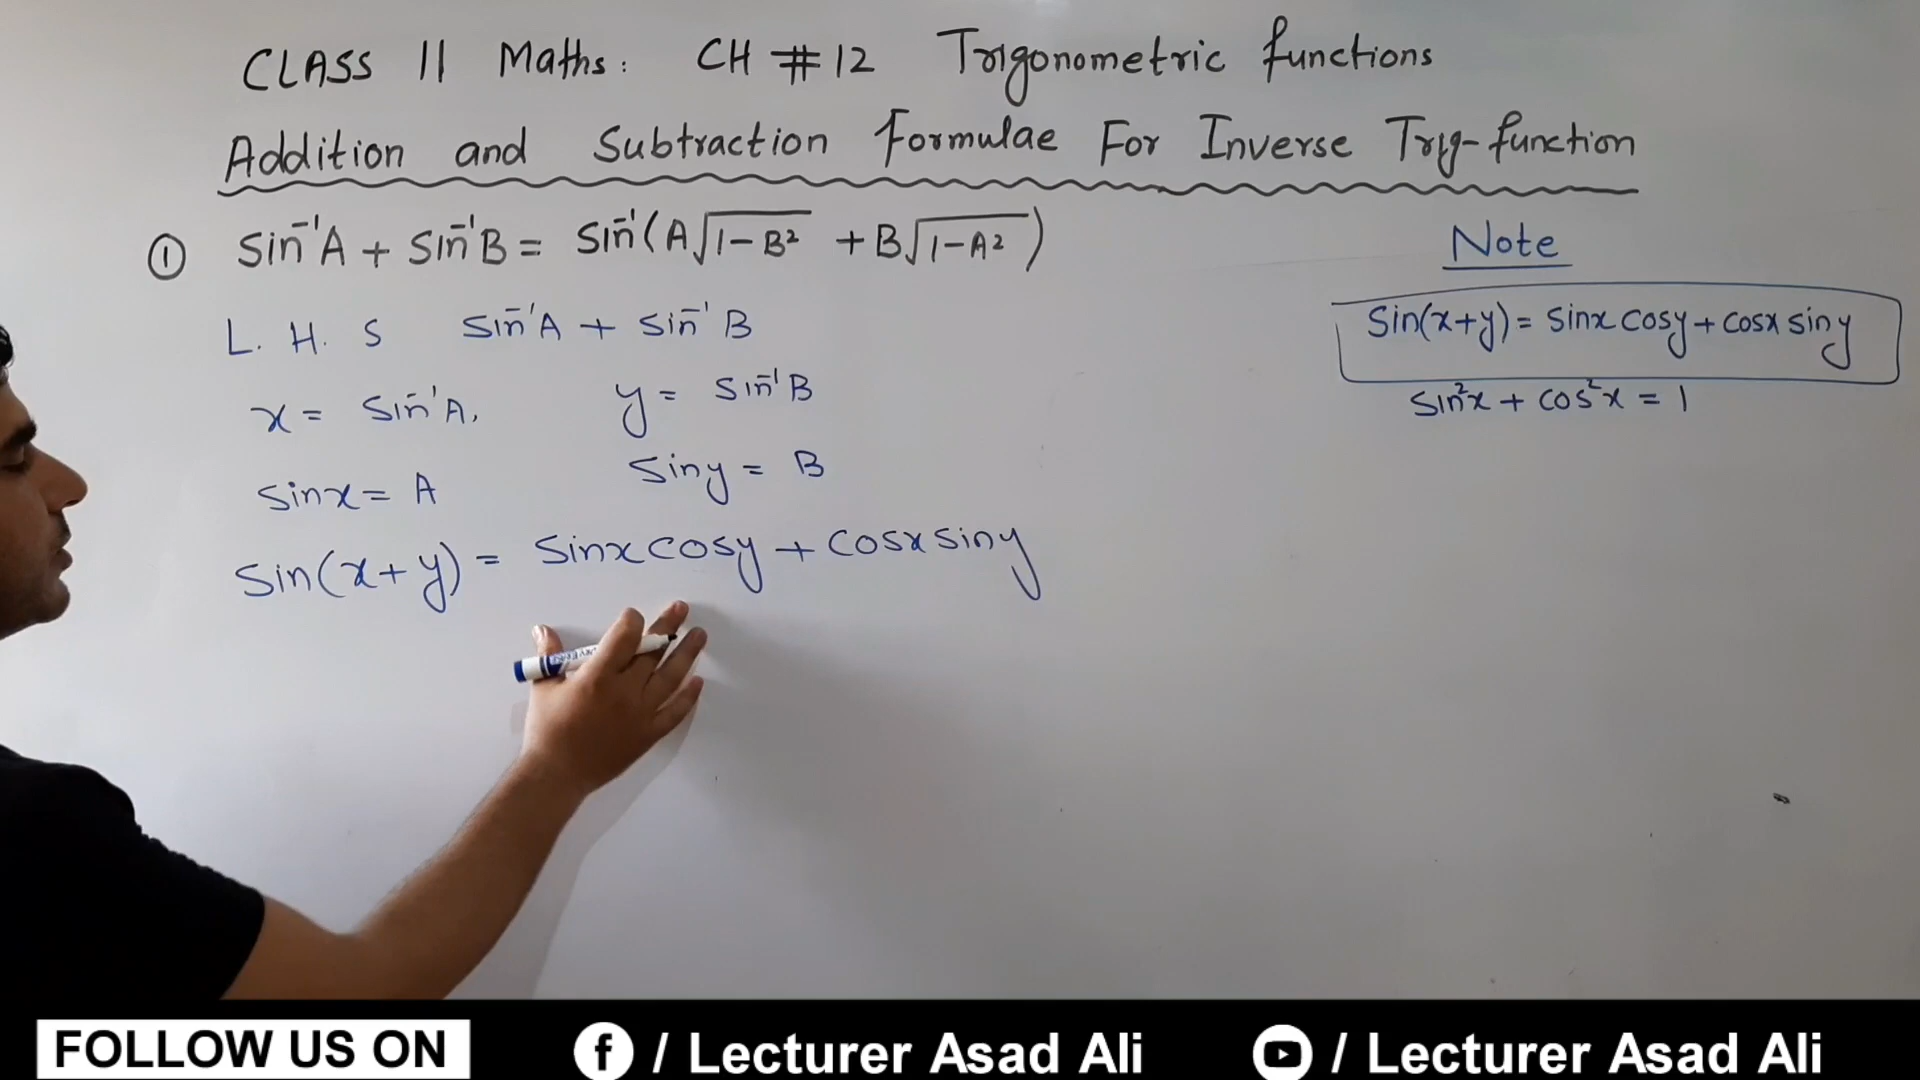 CLASS 11 Maths: CH # 12 Trigonometric functions
Addition and Subtraction Formulae For Inverse Trig-function
① Sin⁻¹A + Sin⁻¹B = Sin⁻¹(A√1-B² + B√1-A²)
L. H. S Sin⁻¹A + Sin⁻¹B
x = Sin⁻¹A, y = Sin⁻¹B
Sinx = A Siny = B
Sin(x+y) = Sinx cosy + cosx siny
Note
Sin(x+y) = Sinx cosy + cosx siny
Sin²x + cos²x = 1
FOLLOW US ON f / Lecturer Asad Ali / Lecturer Asad Ali